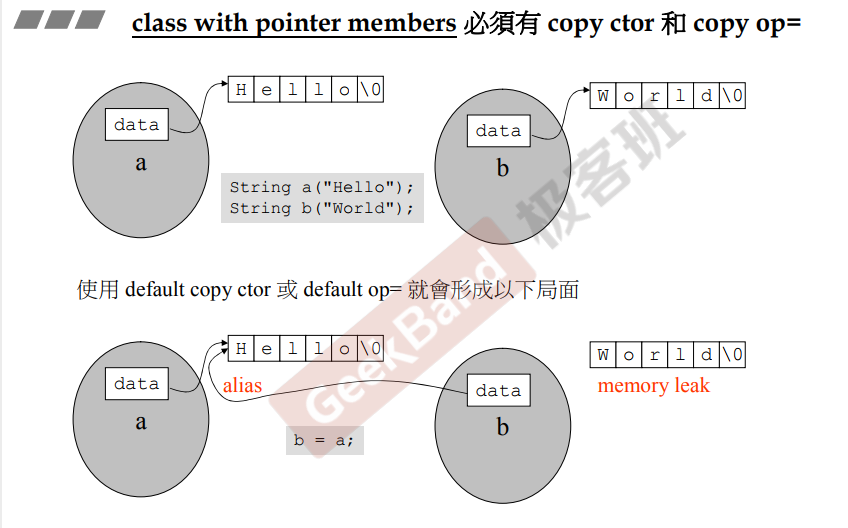 class with pointer members 必須有 copy ctor 和 copy op=
H e l l o \0
data
a
W o r l d \0
data
b
String a("Hello");
String b("World");
GeekBand 极客班
使用 default copy ctor 或 default op= 就會形成以下局面
H e l l o \0
data
alias
a
W o r l d \0
memory leak
data
b
b = a;